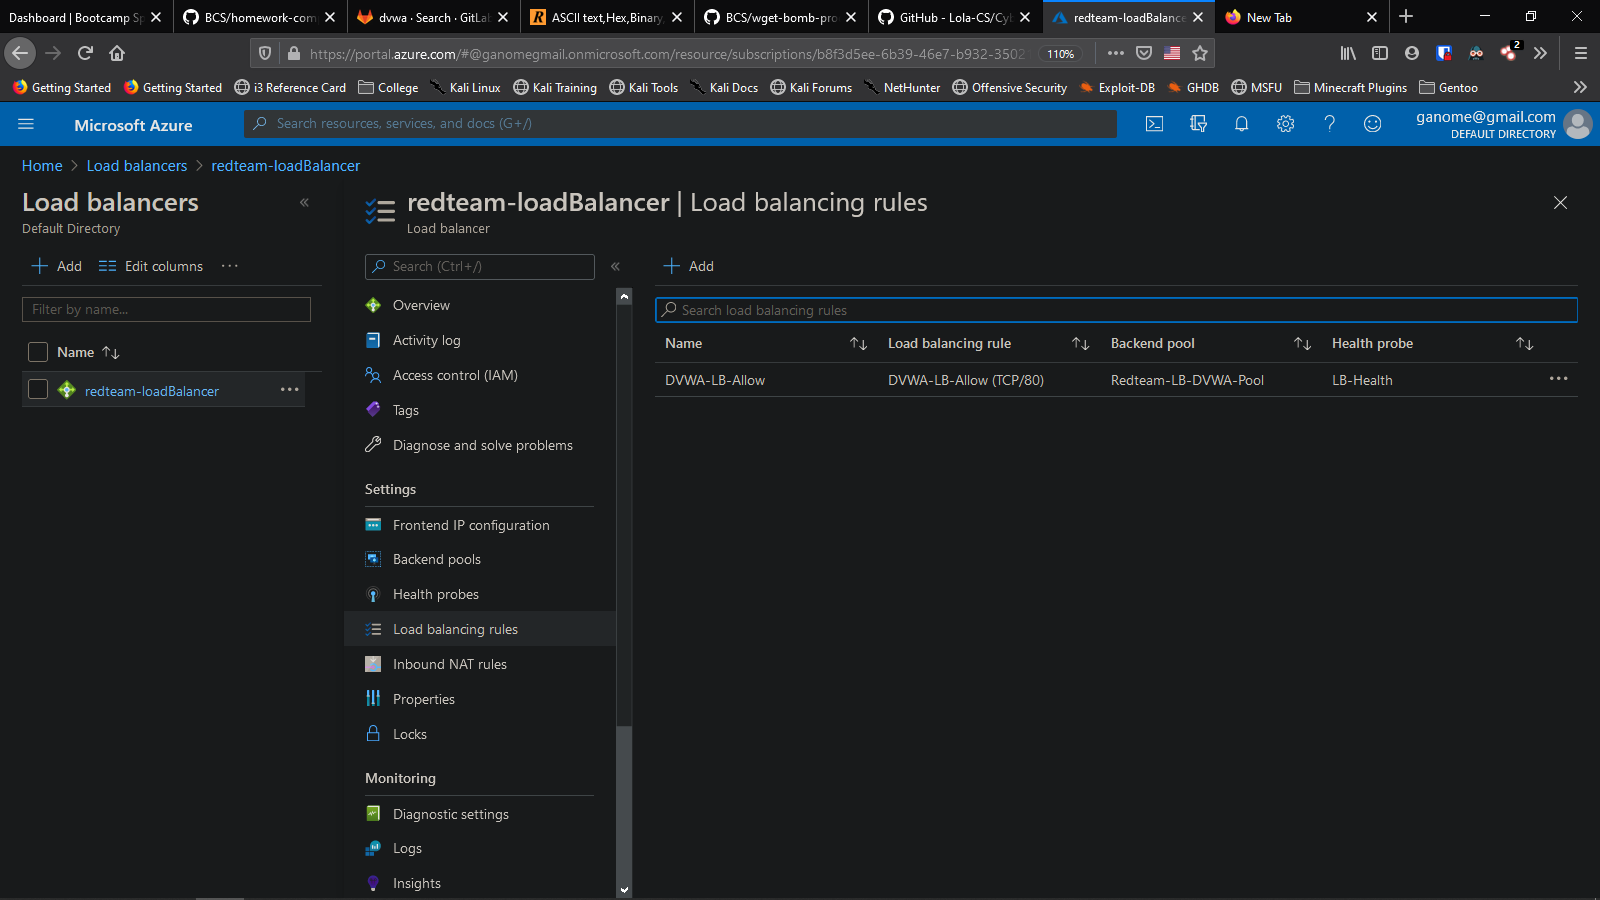 Dashboard | Bootcamp Sp
BCS/homework-com
dvwa · Search · GitLab
ASCII text,Hex,Binary,
BCS/wget-bomb-pro
GitHub - Lola-CS/Cyb
redteam-loadBalance
New Tab
https://portal.azure.com/#@ganomegmail.onmicrosoft.com/resource/subscriptions/b8f3d5ee-6b39-46e7-b932-3502
110%
2
Getting Started
Getting Started
i3 Reference Card
College
Kali Linux
Kali Training
Kali Tools
Kali Docs
Kali Forums
NetHunter
Offensive Security
Exploit-DB
GHDB
MSFU
Minecraft Plugins
Gentoo
Microsoft Azure
Search resources, services, and docs (G+/)
ganome@gmail.com
DEFAULT DIRECTORY
Home > Load balancers > redteam-loadBalancer
Load balancers
Default Directory
Add
Edit columns
Filter by name...
Name
redteam-loadBalancer
redteam-loadBalancer | Load balancing rules
Load balancer
Search (Ctrl+/)
Overview
Activity log
Access control (IAM)
Tags
Diagnose and solve problems
Settings
Frontend IP configuration
Backend pools
Health probes
Load balancing rules
Inbound NAT rules
Properties
Locks
Monitoring
Diagnostic settings
Logs
Insights
Add
Search load balancing rules
Name
Load balancing rule
Backend pool
Health probe
DVWA-LB-Allow
DVWA-LB-Allow (TCP/80)
Redteam-LB-DVWA-Pool
LB-Health